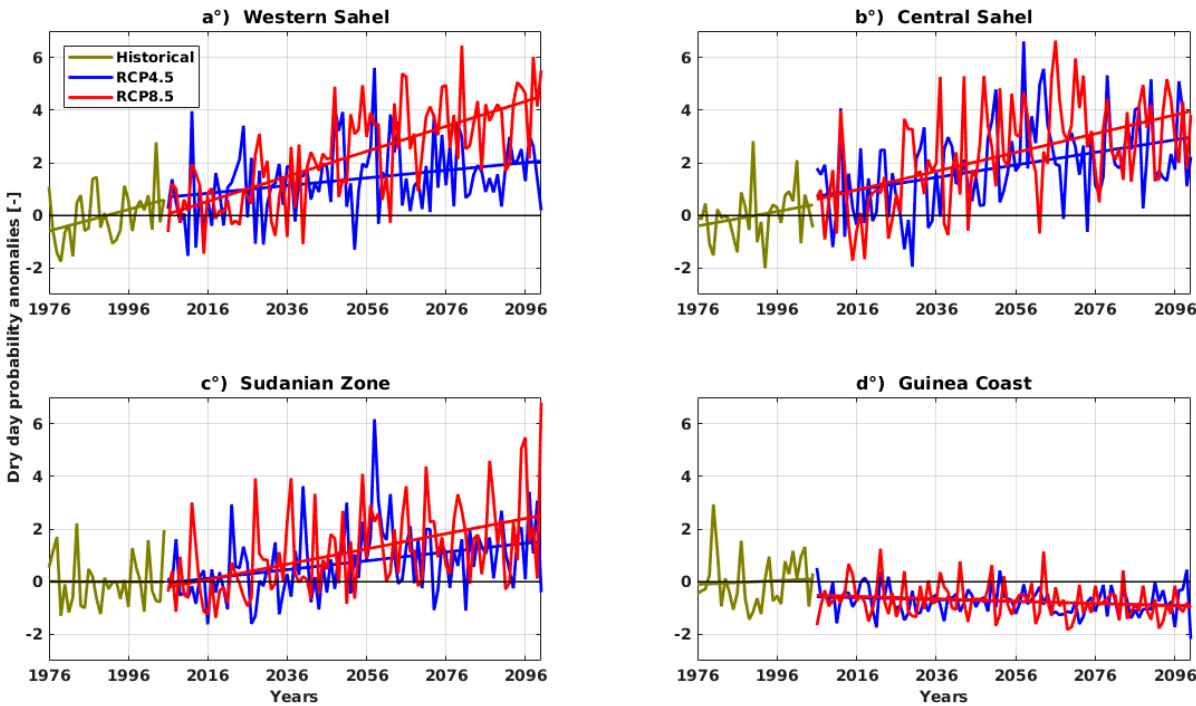 a°) Western Sahel
b°) Central Sahel
Historical
RCP4.5
RCP8.5
6
4
2
0
-2
1976 1996 2016 2036 2056 2076 2096
6
4
2
0
-2
1976 1996 2016 2036 2056 2076 2096
Dry day probability anomalies [-]
c°) Sudanian Zone
d°) Guinea Coast
6
4
2
0
-2
1976 1996 2016 2036 2056 2076 2096
Years
6
4
2
0
-2
1976 1996 2016 2036 2056 2076 2096
Years